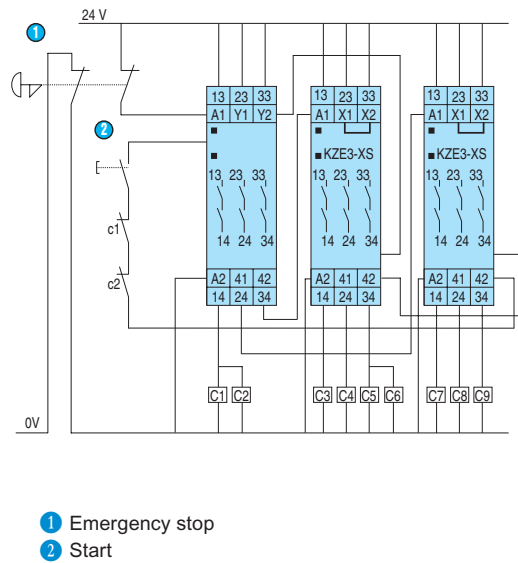 24 V
1
13 23 33
13 23 33
13 23 33
A1 Y1 Y2
A1 X1 X2
A1 X1 X2
2
KZE3-XS
KZE3-XS
13 23 33
13 23 33
13 23 33
c1
14 24 34
14 24 34
14 24 34
c2
A2 41 42
A2 41 42
A2 41 42
14 24 34
14 24 34
14 24 34
C1 C2
C3 C4 C5 C6
C7 C8 C9
0V
1 Emergency stop
2 Start